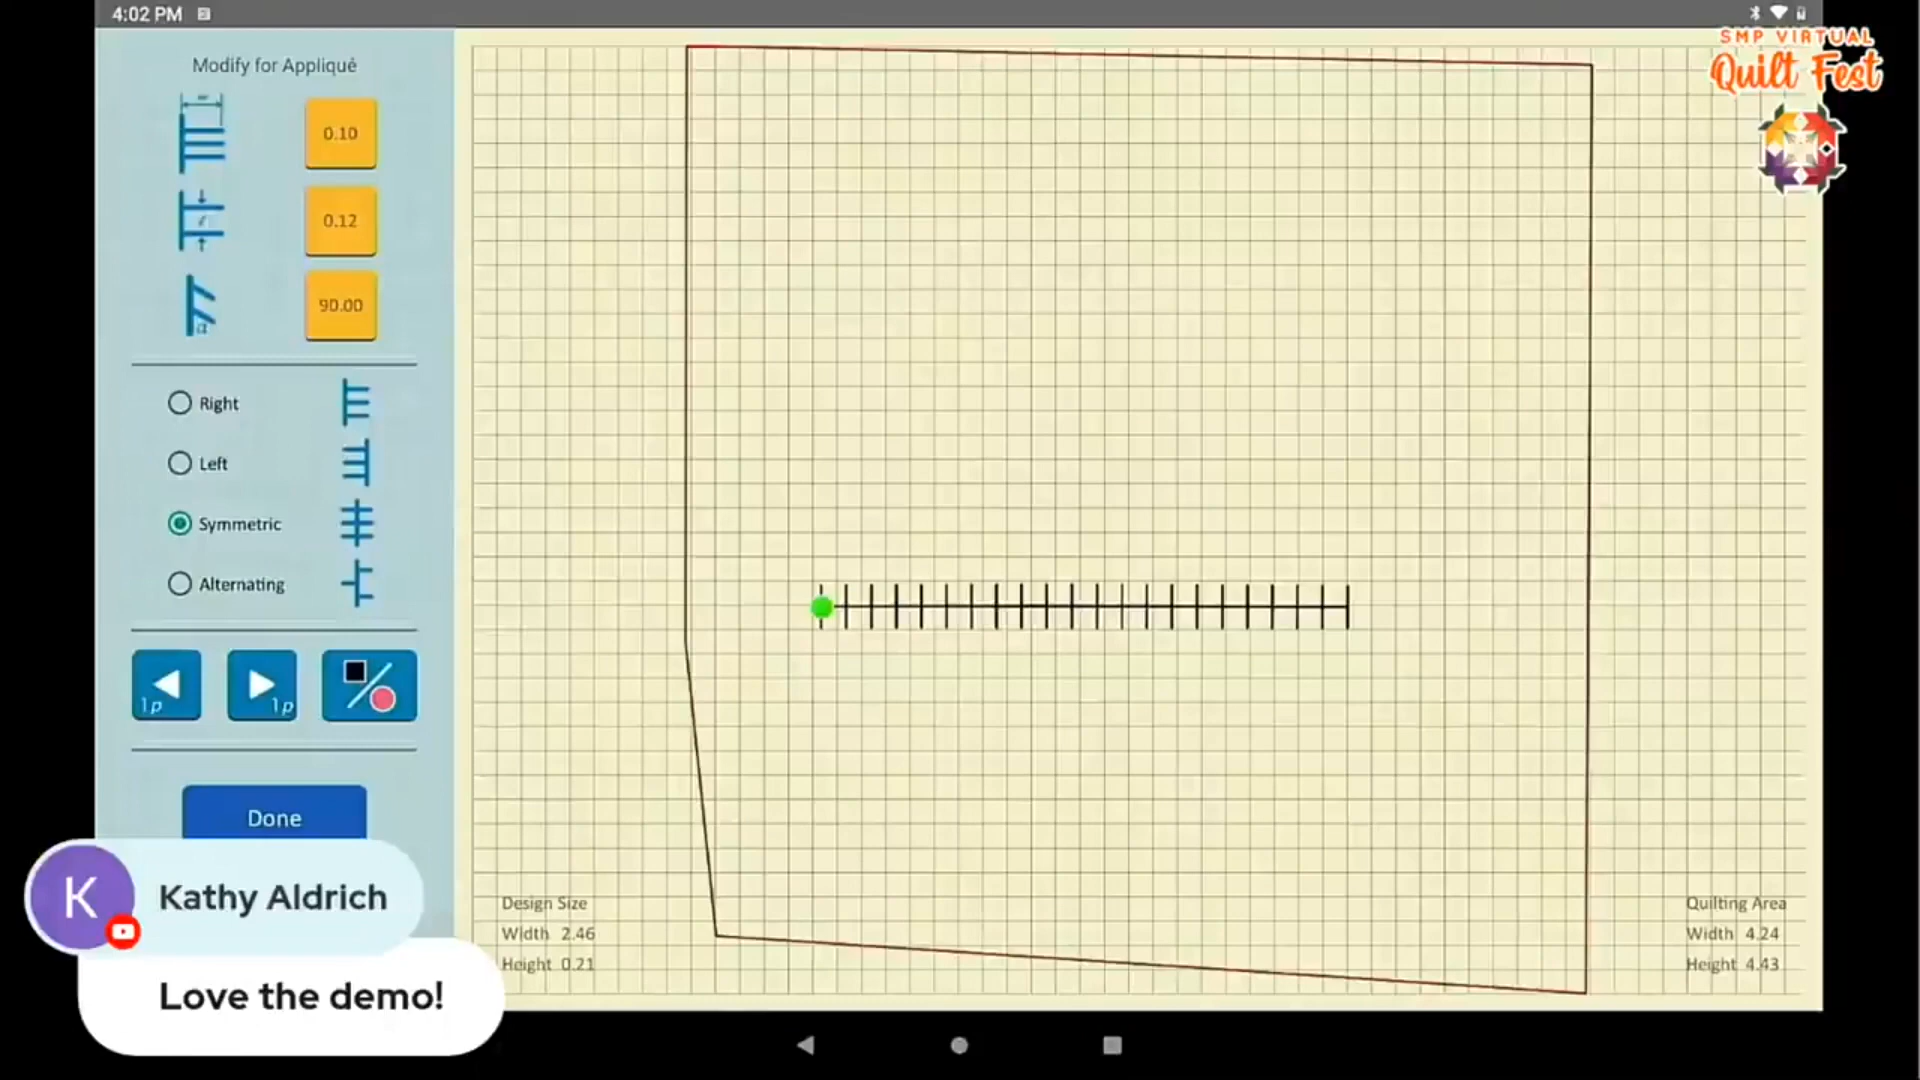 4:02 PM
SMP VIRTUAL
Quilt Fest
Modify for Appliqué
0.10
0.12
90.00
a
Right
Left
Symmetric
Alternating
1p
1p
Done
K
Kathy Aldrich
Love the demo!
Design Size
Width 2.46
Height 0.21
Quilting Area
Width 4.24
Height 4.43